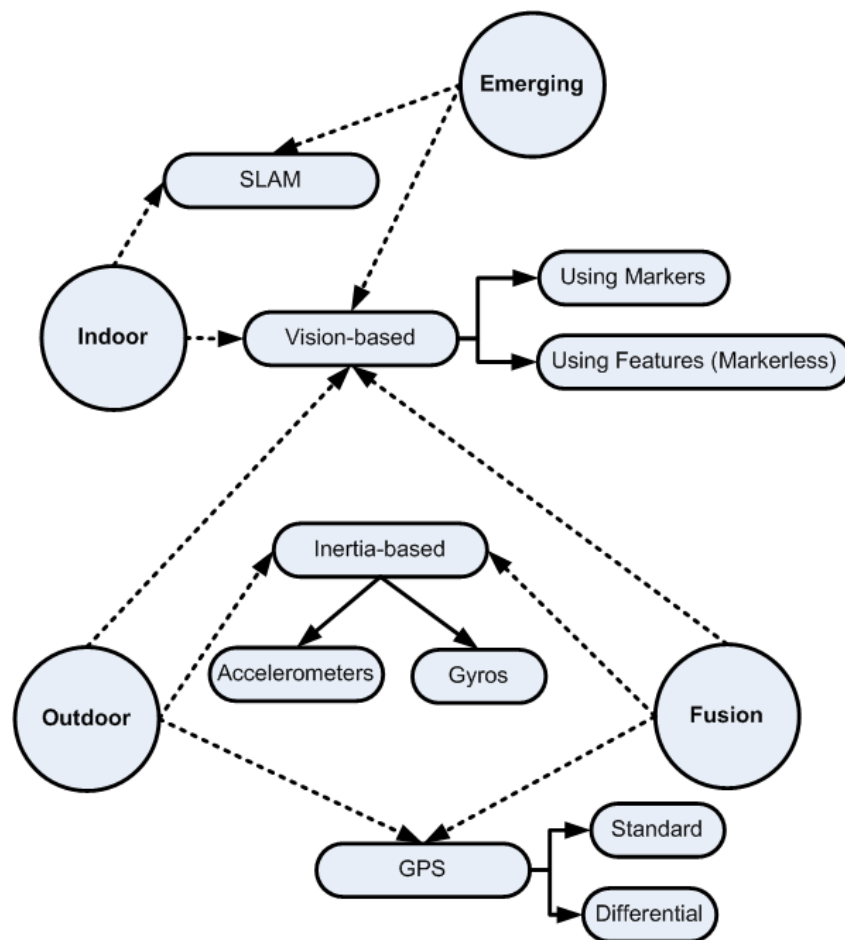 Emerging
SLAM
Using Markers
Indoor
Vision-based
Using Features (Markerless)
Inertia-based
Accelerometers
Gyros
Outdoor
Fusion
Standard
GPS
Differential